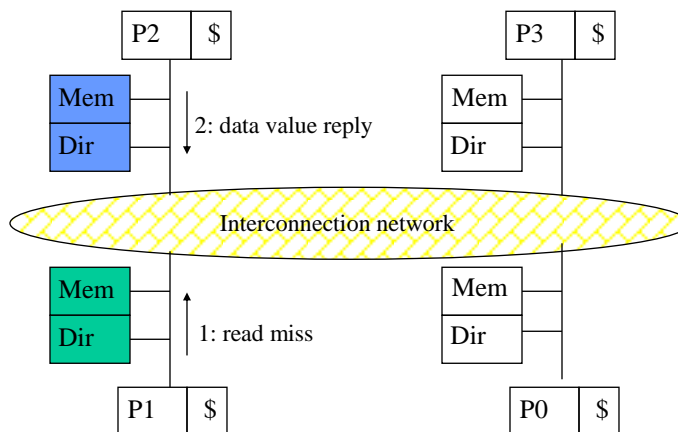 P2 $
P3 $
Mem
Dir
2: data value reply
Mem
Dir
Interconnection network
Mem
Dir
1: read miss
Mem
Dir
P1 $
P0 $